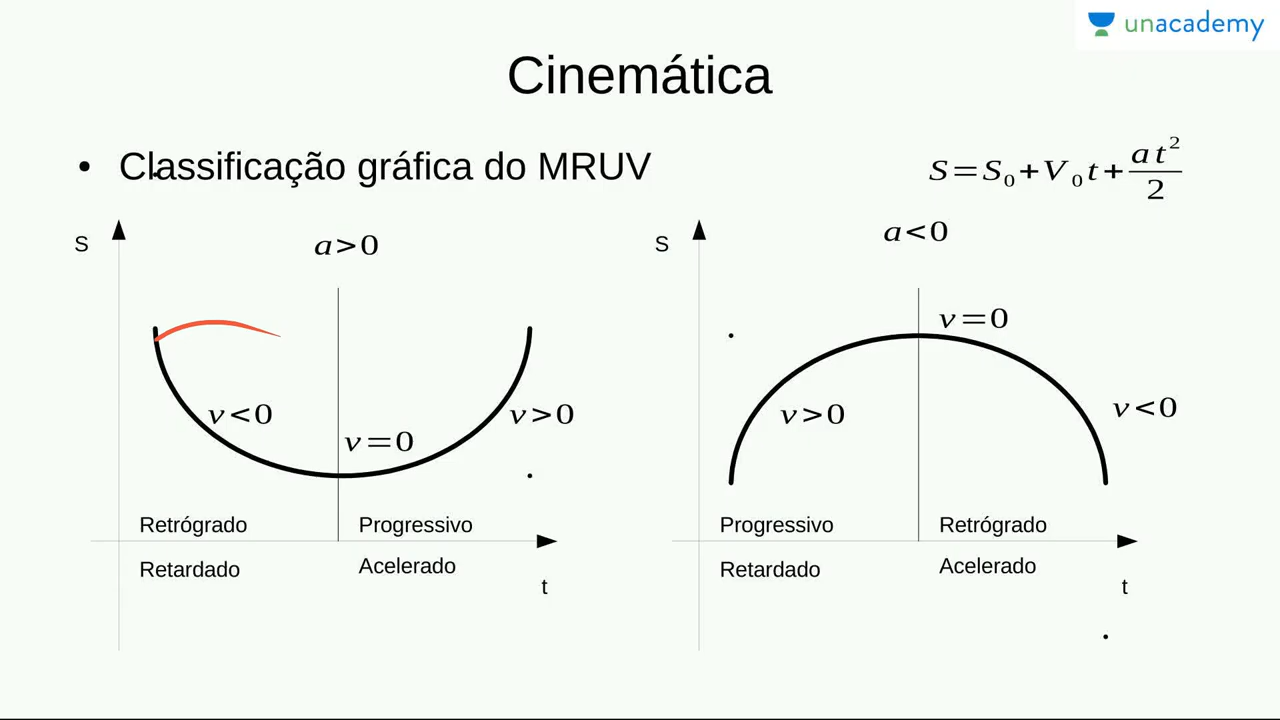 unacademy
Cinemática
• Classificação gráfica do MRUV
S=S₀+V₀t+at²/2
S
a>0
v<0
v=0
v>0
Retrógrado
Progressivo
Retardado
Acelerado
t
S
a<0
v=0
v>0
v<0
Progressivo
Retrógrado
Retardado
Acelerado
t